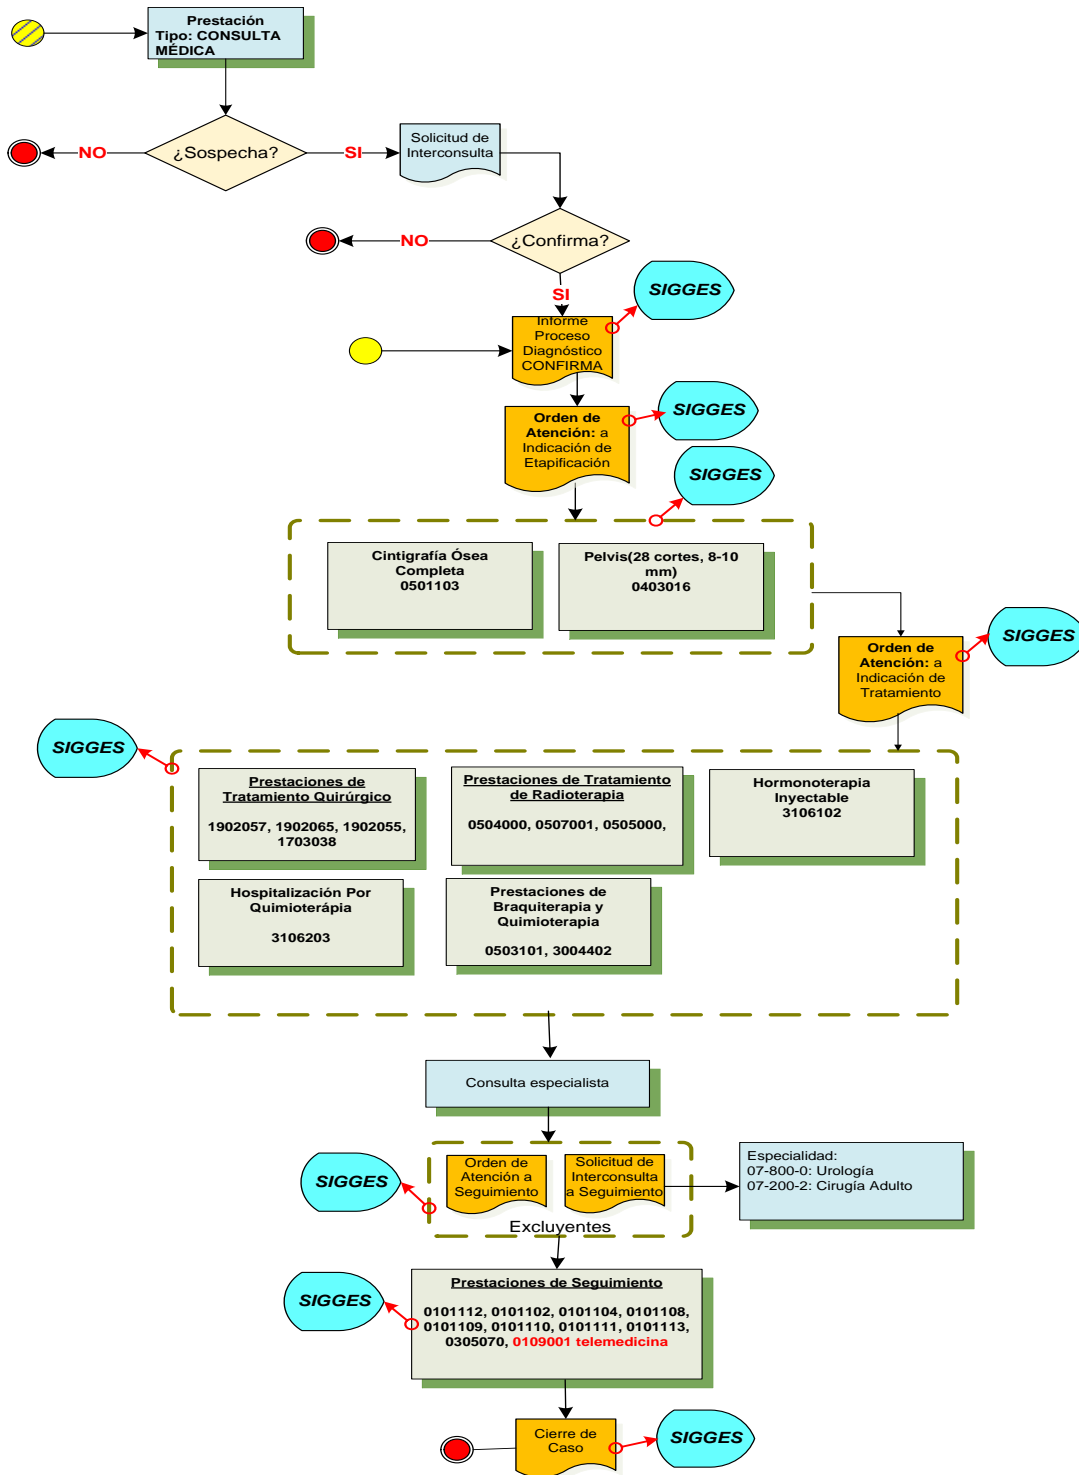 Prestación
Tipo: CONSULTA
MÉDICA
¿Sospecha?
NO
SI
Solicitud de
Interconsulta
¿Confirma?
NO
SI
SIGGES
Informe
Proceso
Diagnóstico
CONFIRMA
SIGGES
Orden de
Atención: a
Indicación de
Etapificación
SIGGES
Cintigrafía Ósea
Completa
0501103
Pelvis(28 cortes, 8-10
mm)
0403016
SIGGES
Orden de
Atención: a
Indicación de
Tratamiento
SIGGES
Prestaciones de
Tratamiento Quirúrgico
1902057, 1902065, 1902055,
1703038
Prestaciones de Tratamiento
de Radioterapia
0504000, 0507001, 0505000,
Hormonoterapia
Inyectable
3106102
Hospitalización Por
Quimioterápia
3106203
Prestaciones de
Braquiterapia y
Quimioterapia
0503101, 3004402
Consulta especialista
SIGGES
Orden de
Atención a
Seguimiento
Solicitud de
Interconsulta
a Seguimiento
Excluyentes
Especialidad:
07-800-0: Urología
07-200-2: Cirugía Adulto
SIGGES
Prestaciones de Seguimiento
0101112, 0101102, 0101104, 0101108,
0101109, 0101110, 0101111, 0101113,
0305070, 0109001 telemedicina
Cierre de
Caso
SIGGES